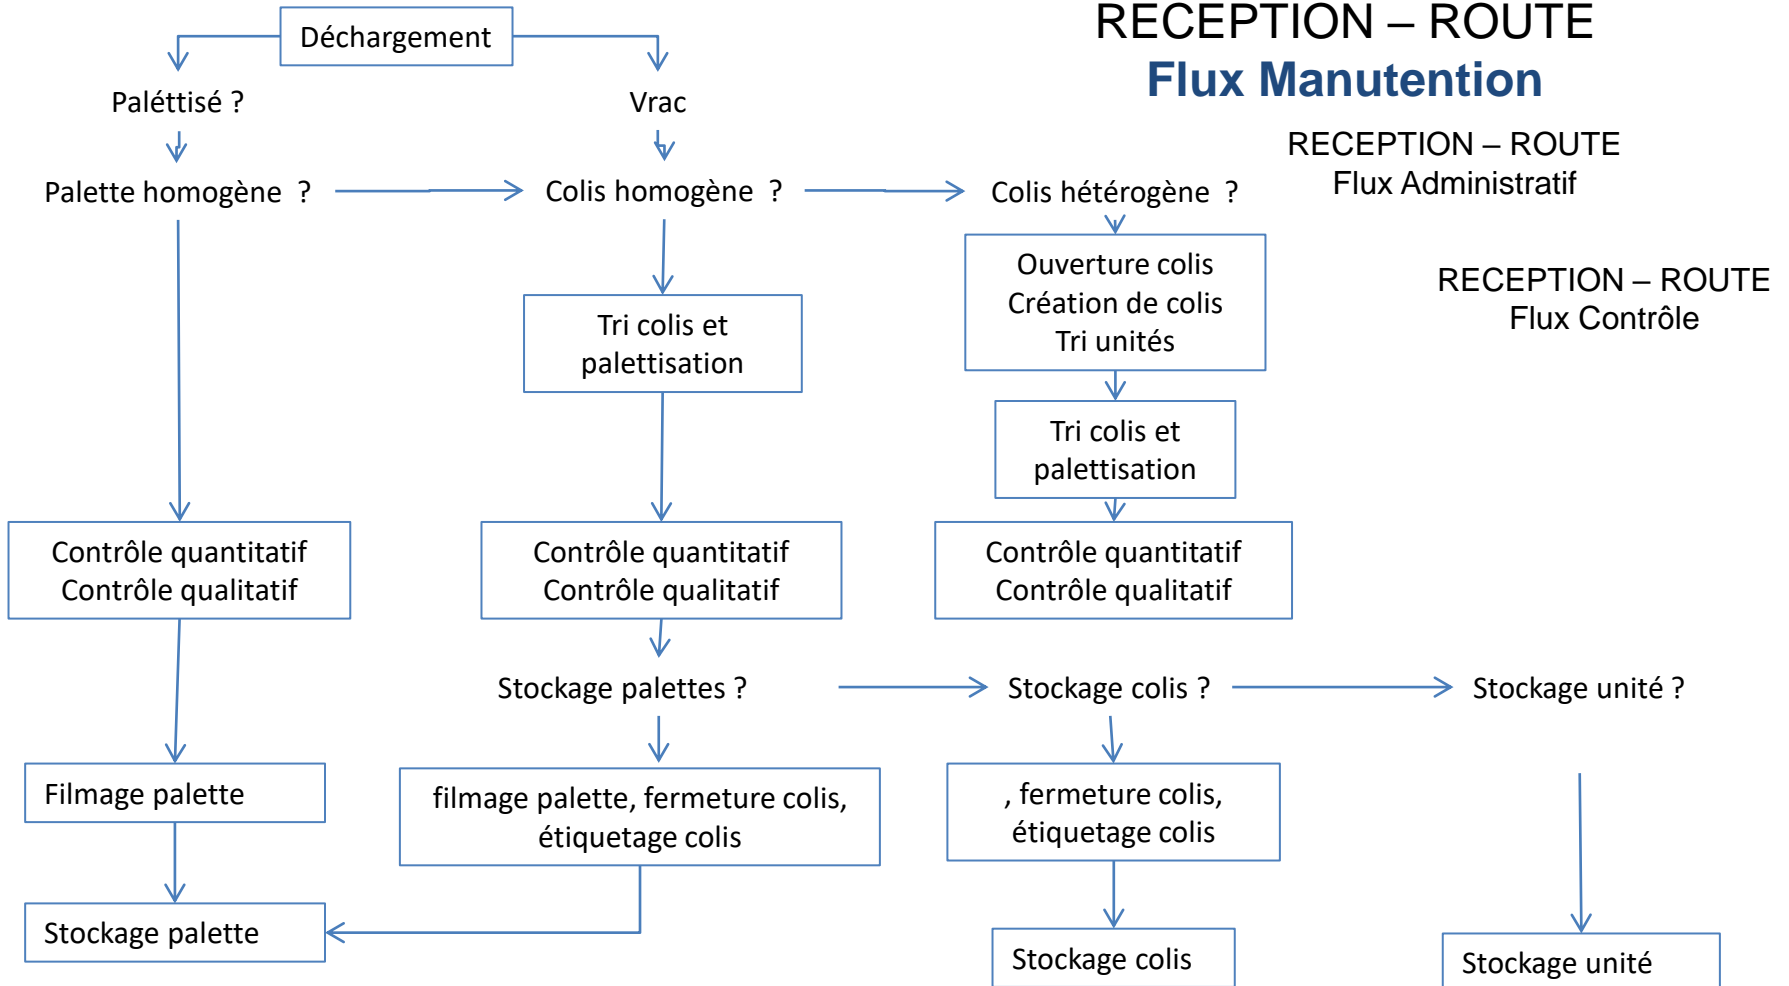 RECEPTION – ROUTE
Flux Manutention
RECEPTION – ROUTE
Flux Administratif
RECEPTION – ROUTE
Flux Contrôle
Déchargement
Paléttisé ?
Vrac
Palette homogène ?
Colis homogène ?
Colis hétérogène ?
Ouverture colis
Création de colis
Tri unités
Tri colis et
palettisation
Tri colis et
palettisation
Contrôle quantitatif
Contrôle qualitatif
Contrôle quantitatif
Contrôle qualitatif
Contrôle quantitatif
Contrôle qualitatif
Stockage palettes ?
Stockage colis ?
Stockage unité ?
Filmage palette
filmage palette, fermeture colis,
étiquetage colis
, fermeture colis,
étiquetage colis
Stockage palette
Stockage colis
Stockage unité